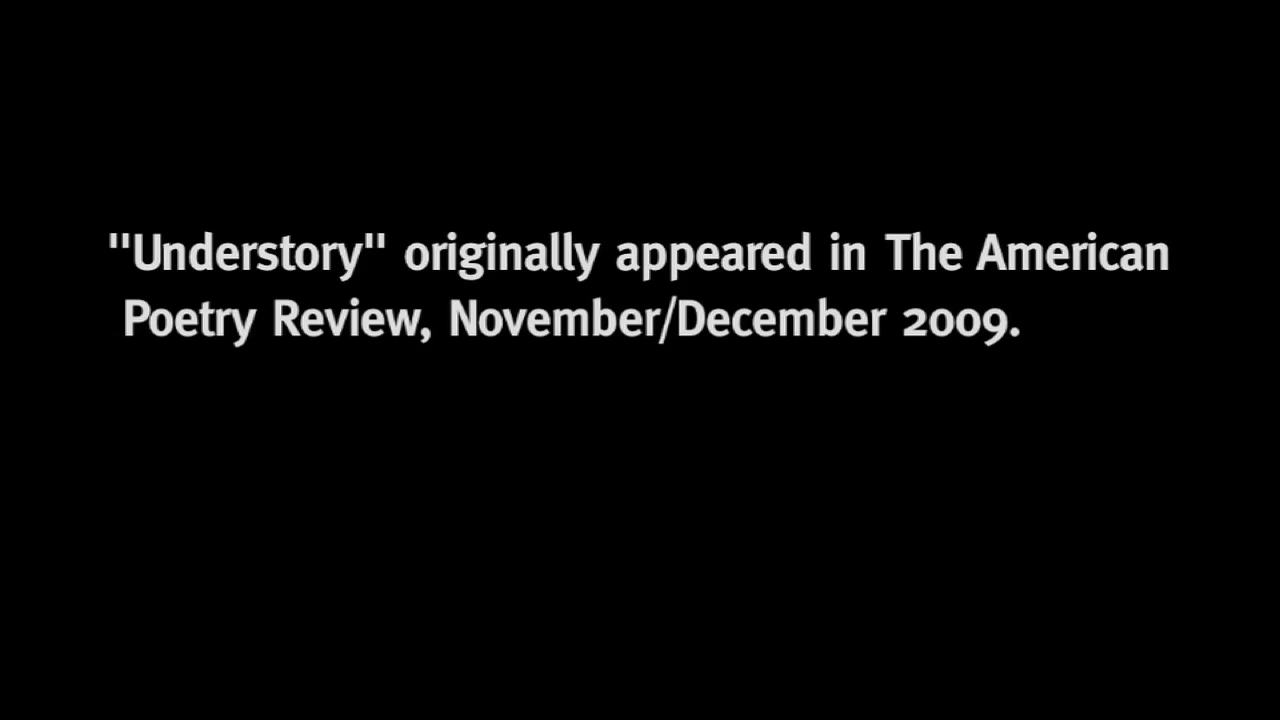 "Understory" originally appeared in The American
Poetry Review, November/December 2009.